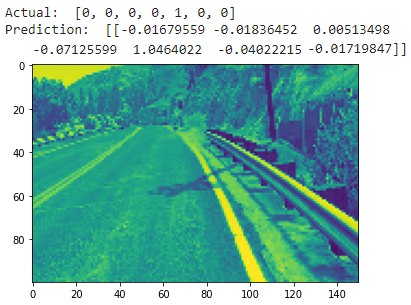 Actual:  [0, 0, 0, 0, 1, 0, 0]
Prediction:  [[-0.01679559 -0.01836452  0.00513498
-0.07125599  1.0464022  -0.04022215 -0.01719847]]
0
20
40
60
80
0 20 40 60 80 100 120 140